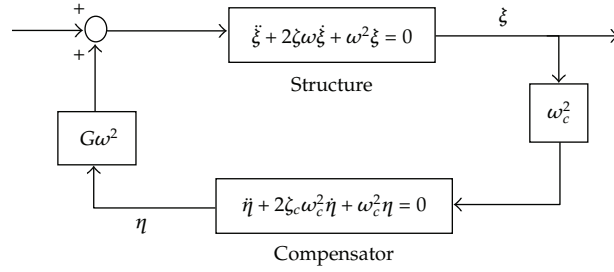 +
+
ξ̈ + 2ζωξ̇ + ω²ξ = 0
ξ
Structure
Gω²
ω_c²
η̈ + 2ζ_cω_c²η̇ + ω_c²η = 0
η
Compensator